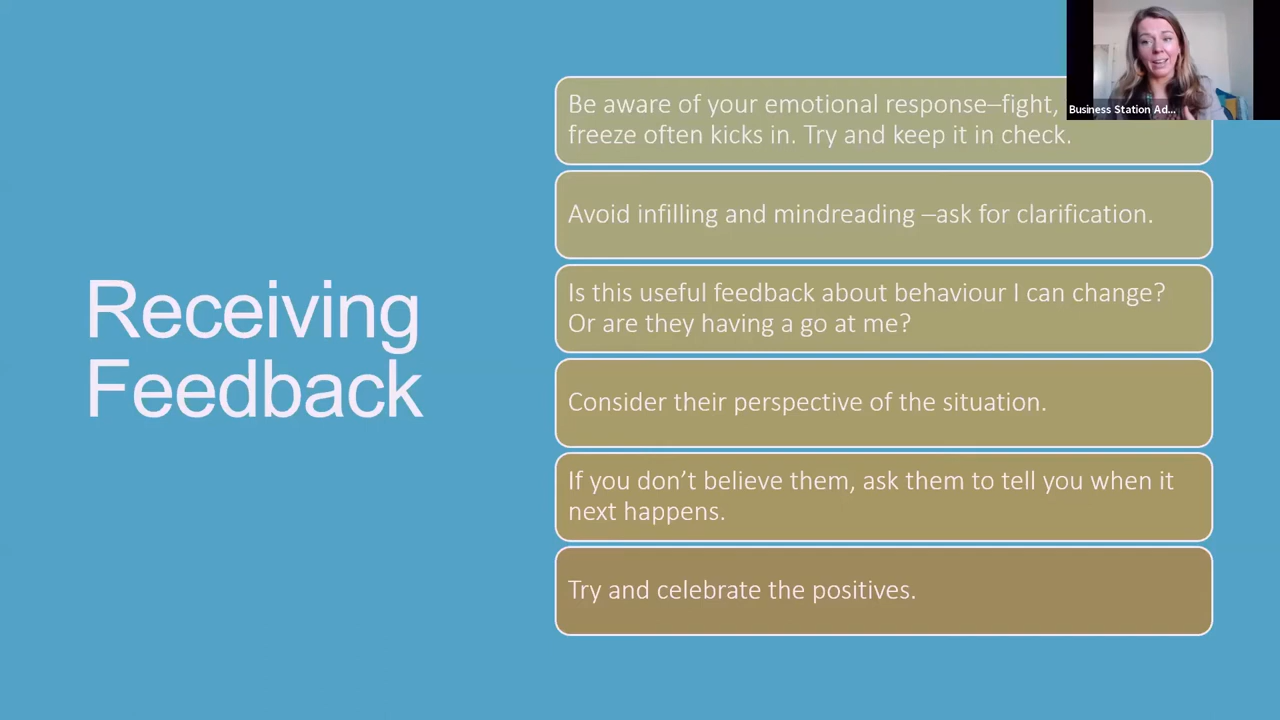 Receiving
Feedback
Be aware of your emotional response–fight,
freeze often kicks in. Try and keep it in check.
Avoid infilling and mindreading –ask for clarification.
Is this useful feedback about behaviour I can change?
Or are they having a go at me?
Consider their perspective of the situation.
If you don’t believe them, ask them to tell you when it
next happens.
Try and celebrate the positives.
Business Station Ad...